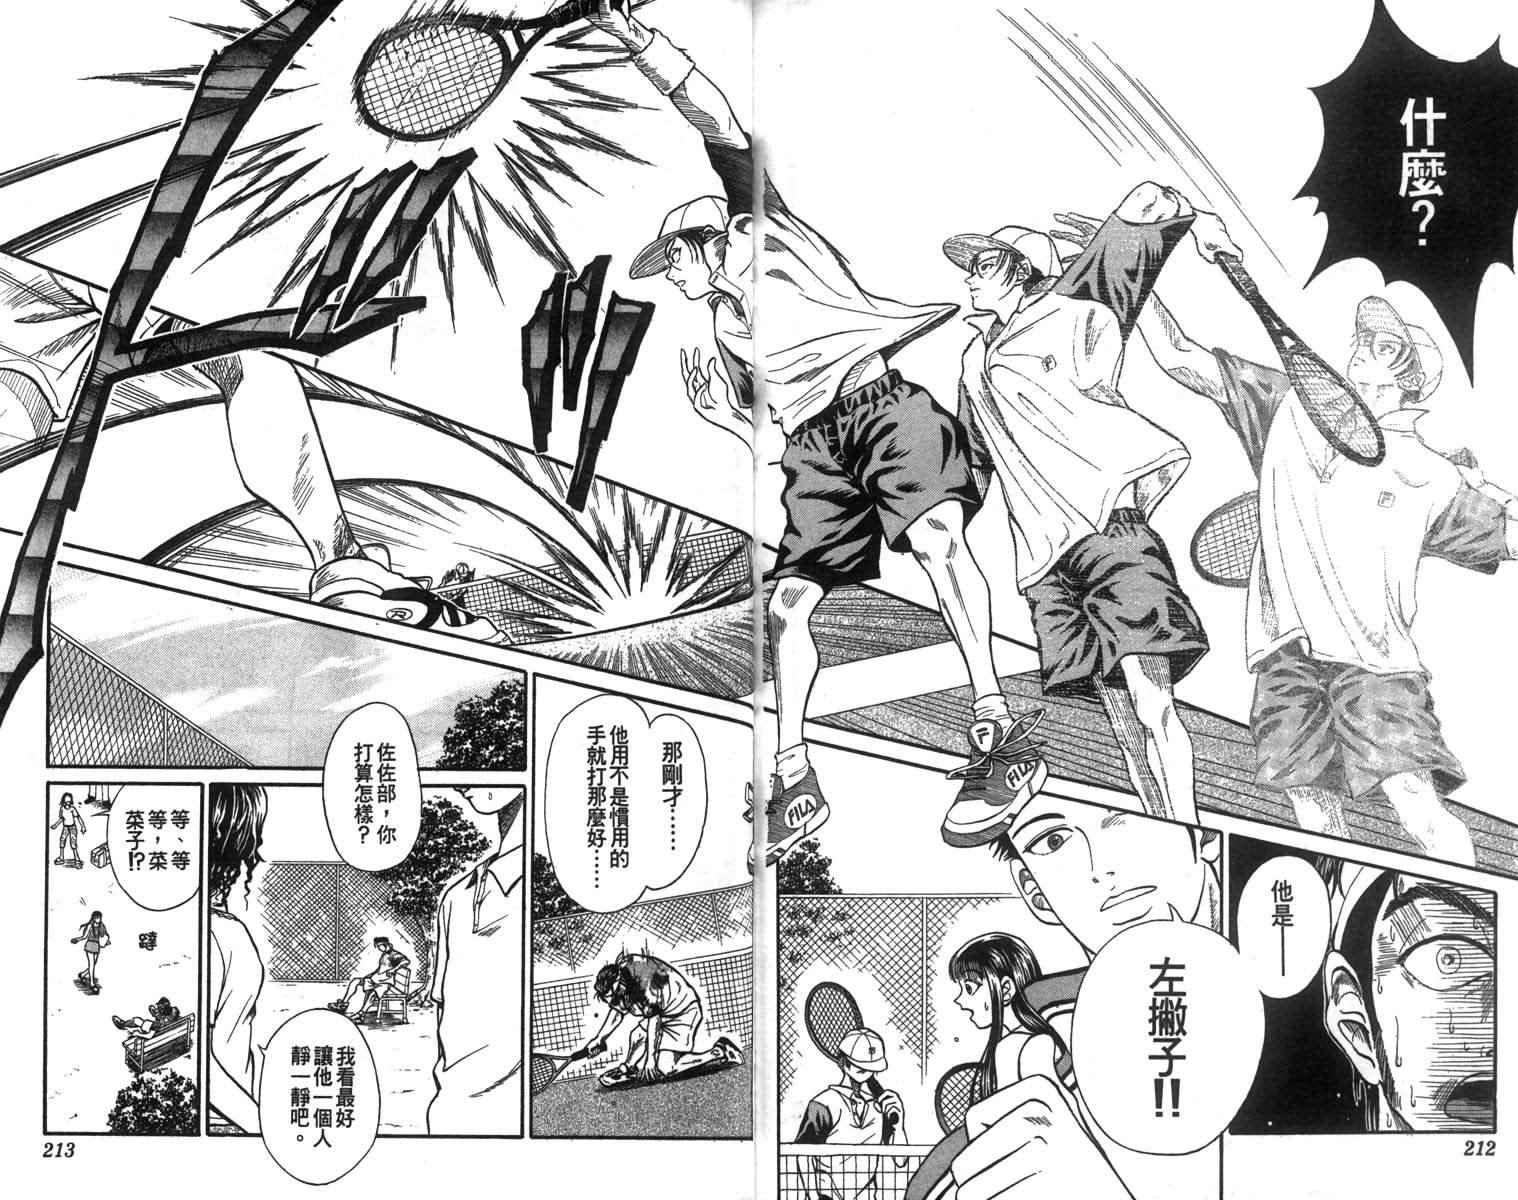 什麼？
他是——
左撇子!!
212
那剛才……
他用不是慣用的
手就打那麼好……
佐佐部，你
打算怎樣？
我看最好
讓他一個人
靜一靜吧。
等、等
等，菜
菜子!?
躂
213
FILA
FILA
F
F
F
R